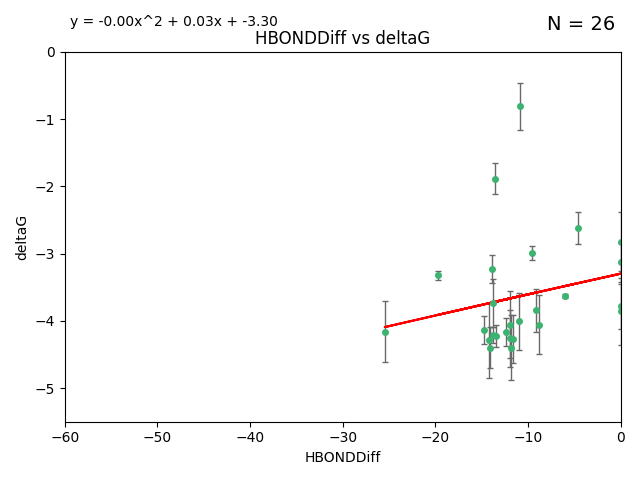 y = -0.00x^2 + 0.03x + -3.30
N = 26
HBONDDiff vs deltaG
0
−1
−2
−3
−4
−5
deltaG
−60 −50 −40 −30 −20 −10 0
HBONDDiff